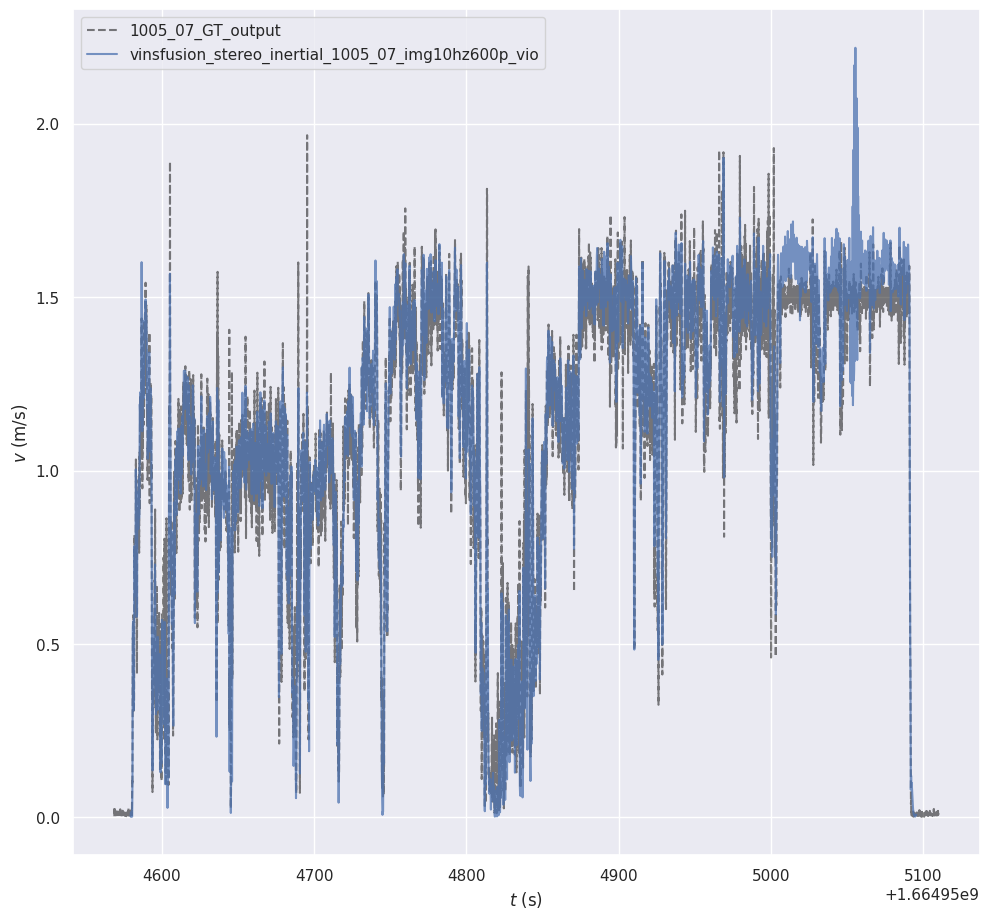 1005_07_GT_output
vinsfusion_stereo_inertial_1005_07_img10hz600p_vio
2.0
1.5
1.0
0.5
0.0
v (m/s)
4600 4700 4800 4900 5000 5100
+1.66495e9
t (s)